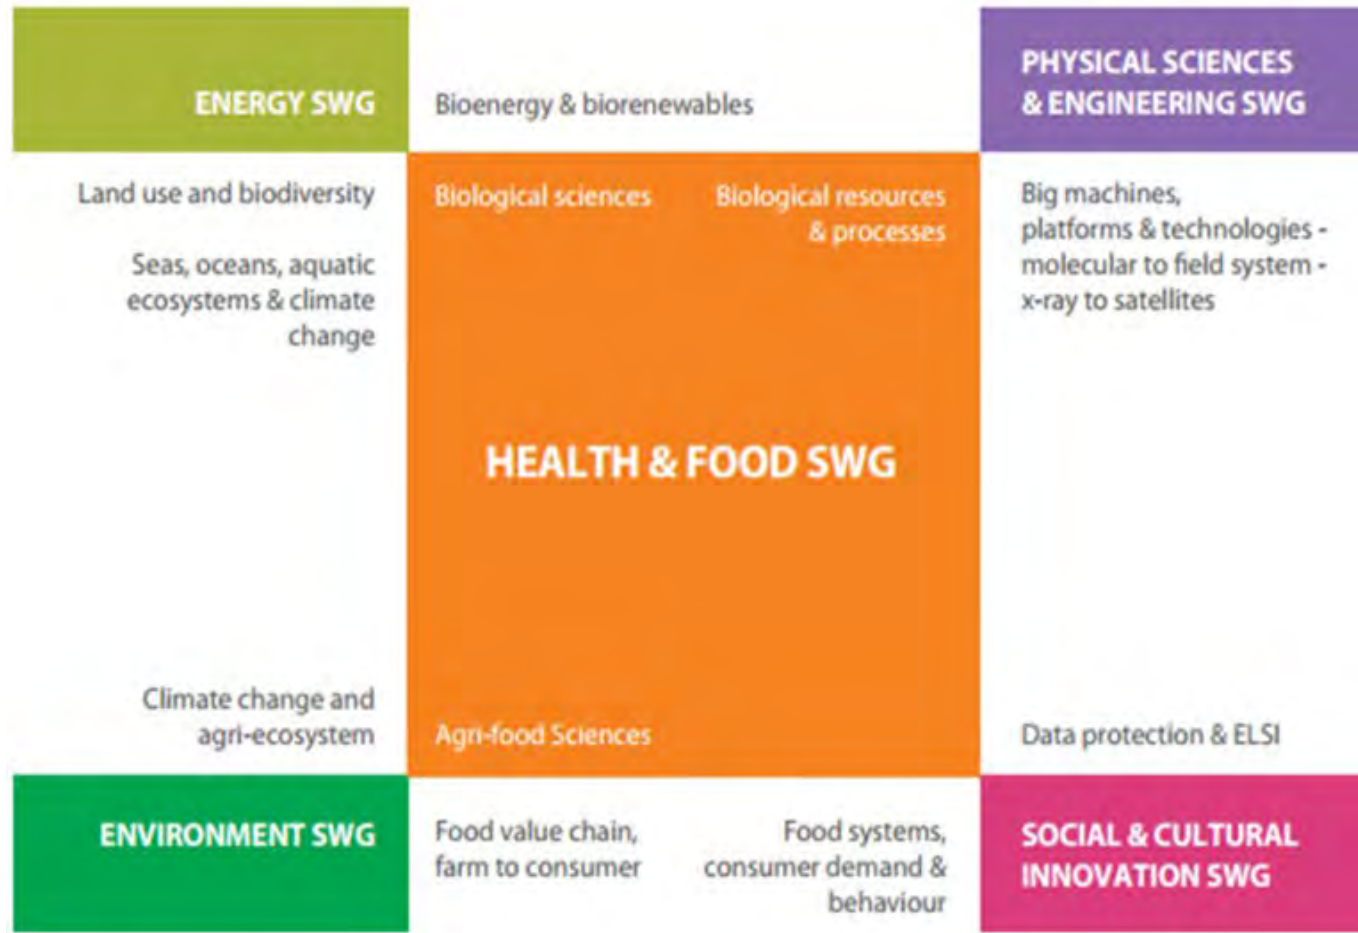 ENERGY SWG
Bioenergy & biorenewables
PHYSICAL SCIENCES
& ENGINEERING SWG
Land use and biodiversity
Seas, oceans, aquatic
ecosystems & climate
change
Biological sciences
Biological resources
& processes
Big machines,
platforms & technologies -
molecular to field system -
x-ray to satellites
HEALTH & FOOD SWG
Climate change and
agri-ecosystem
Agri-food Sciences
Data protection & ELSI
ENVIRONMENT SWG
Food value chain,
farm to consumer
Food systems,
consumer demand &
behaviour
SOCIAL & CULTURAL
INNOVATION SWG